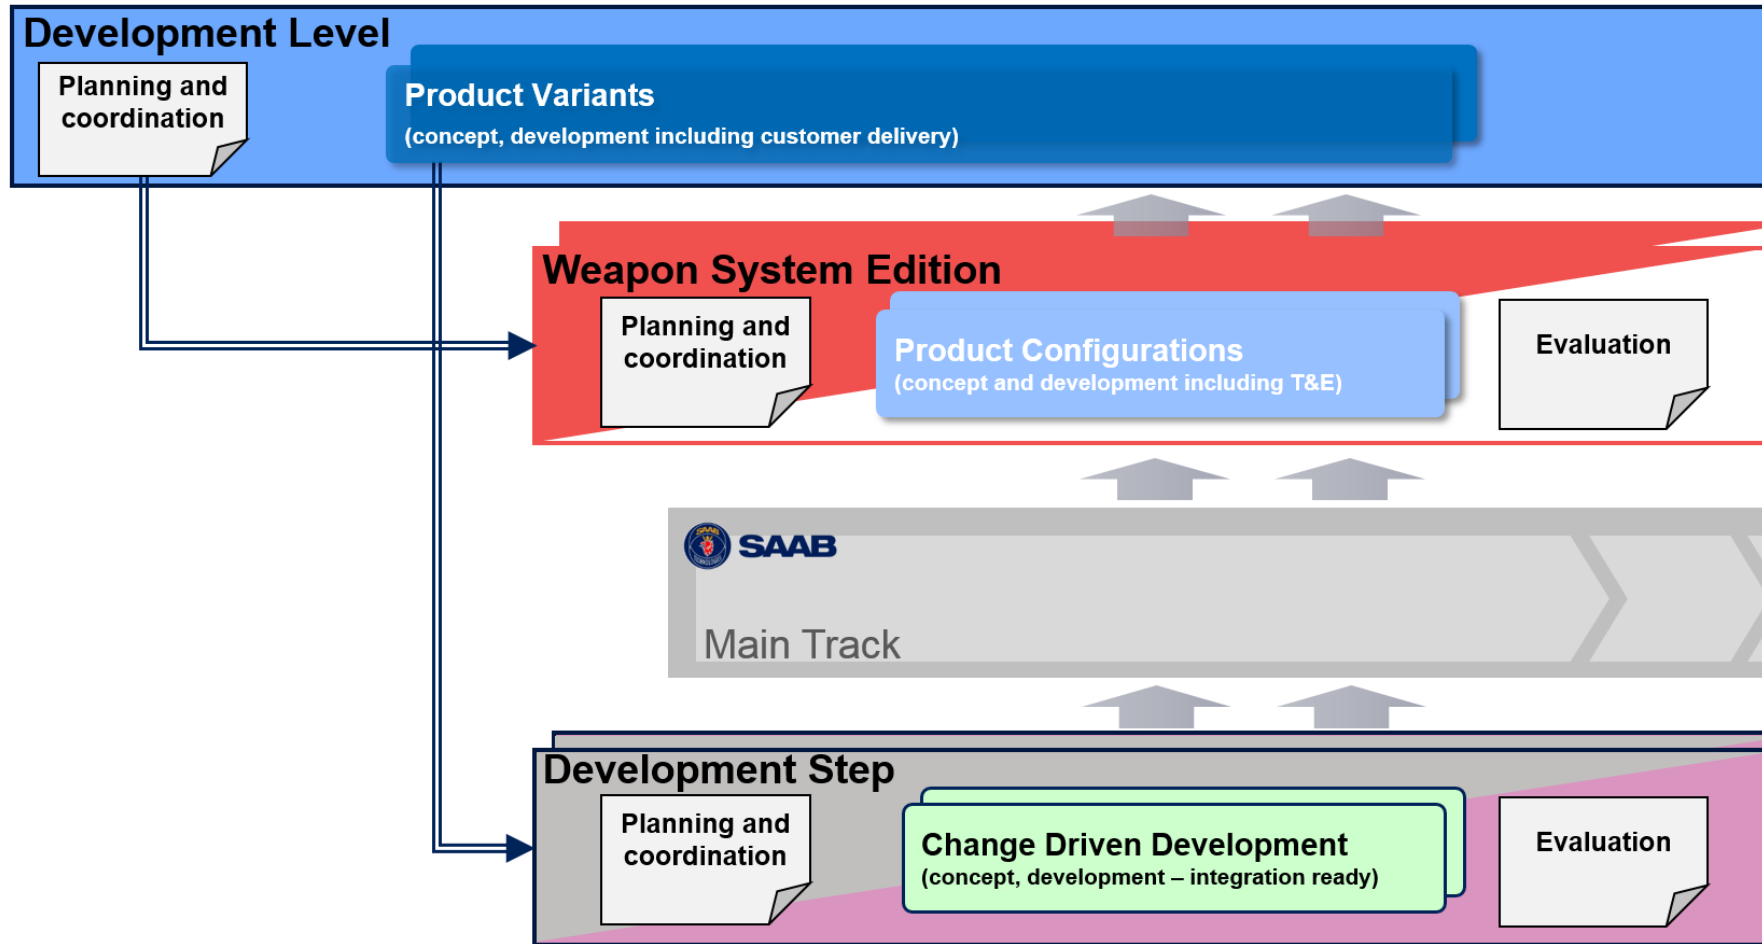 Development Level
Planning and
coordination
Product Variants
(concept, development including customer delivery)
Weapon System Edition
Planning and
coordination
Product Configurations
(concept and development including T&E)
Evaluation
SAAB
Main Track
Development Step
Planning and
coordination
Change Driven Development
(concept, development – integration ready)
Evaluation